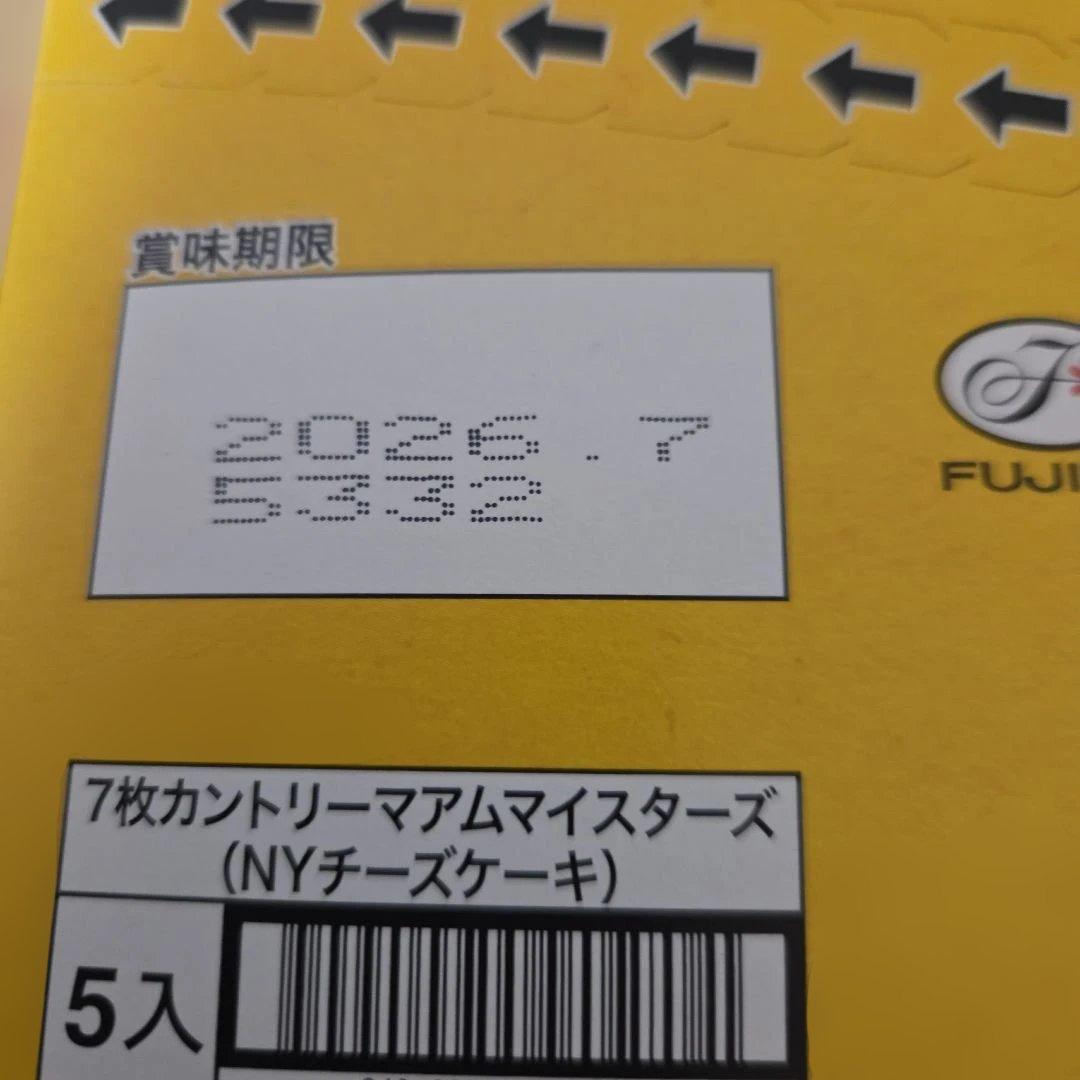 賞味期限
2026.7
5332
FUJI
7枚カントリーマアムマイスターズ
(NYチーズケーキ)
5入